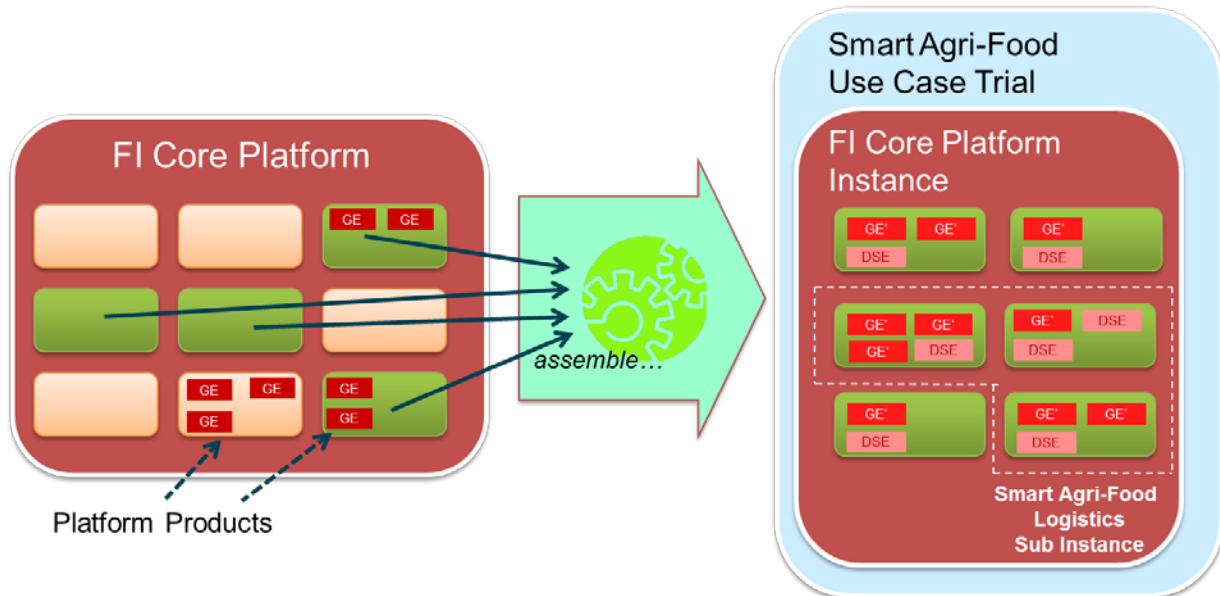 FI Core Platform
GE GE
GE GE GE
GE
GE
Platform Products
assemble...
Smart Agri-Food
Use Case Trial
FI Core Platform
Instance
GE' GE' GE'
DSE DSE
GE' GE' GE' DSE
GE' DSE DSE
GE' GE' GE'
DSE DSE
Smart Agri-Food
Logistics
Sub Instance